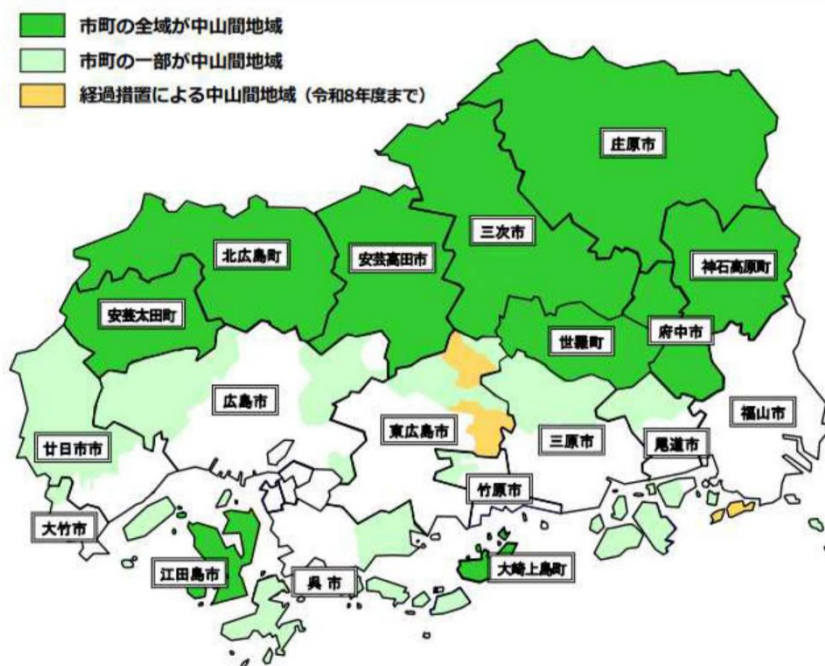 市町の全域が中山間地域
市町の一部が中山間地域
経過措置による中山間地域（令和8年度まで）
庄原市
三次市
北広島町
安芸高田市
神石高原町
安芸太田町
世羅町
府中市
広島市
福山市
東広島市
三原市
尾道市
廿日市市
竹原市
大竹市
江田島市
呉 市
大崎上島町